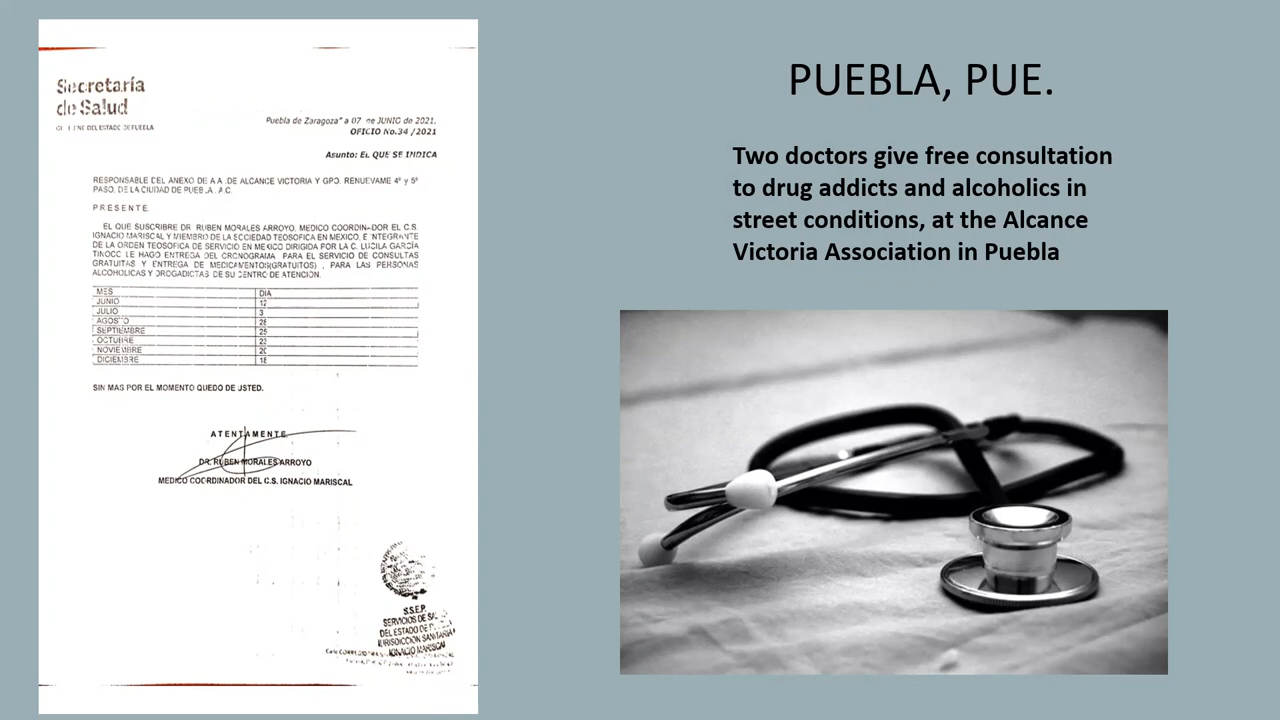 Secretaría
de Salud
Puebla de Zaragoza" a 07 de JUNIO de 2021.
OFICIO No.34 /2021
Asunto: EL QUE SE INDICA
RESPONSABLE DEL ANEXO DE A.A .DE ALCANCE VICTORIA Y GPO. RENUEVAME 4º y 5º
PASO. DE LA CIUDAD DE PUEBLA, A.C.
P R E S E N T E
EL QUE SUSCRIBE DR. RUBEN MORALES ARROYO, MEDICO COORDINADOR EL C.S.
IGNACIO MARISCAL Y MIEMBRO DE LA SOCIEDAD TEOSOFICA EN MEXICO, E INTEGRANTE
DE LA ORDEN TEOSOFICA DE SERVICIO EN MEXICO DIRIGIDA POR LA C. LUCILA GARCÍA
TINOCO LE HAGO ENTREGA DEL CRONOGRAMA PARA EL SERVICIO DE CONSULTAS
GRATUITAS Y ENTREGA DE MEDICAMENTOS(GRATUITOS) , PARA LAS PERSONAS
ALCOHOLICAS Y DROGADICTAS DE SU CENTRO DE ATENCIÓN.
MES DIA
JUNIO 12
JULIO 3
AGOSTO 28
SEPTIEMBRE 25
OCTUBRE 23
NOVIEMBRE 20
DICIEMBRE 18
SIN MAS POR EL MOMENTO QUEDO DE USTED.
A T E N T A M E N T E
DR. RUBEN MORALES ARROYO
MEDICO COORDINADOR DEL C.S. IGNACIO MARISCAL
S.S.E.P.
SERVICIOS DE
DEL ESTADO DE
JURISDICCION SANITARIA
IGNACIO MARISCAL
PUEBLA, PUE.
Two doctors give free consultation
to drug addicts and alcoholics in
street conditions, at the Alcance
Victoria Association in Puebla